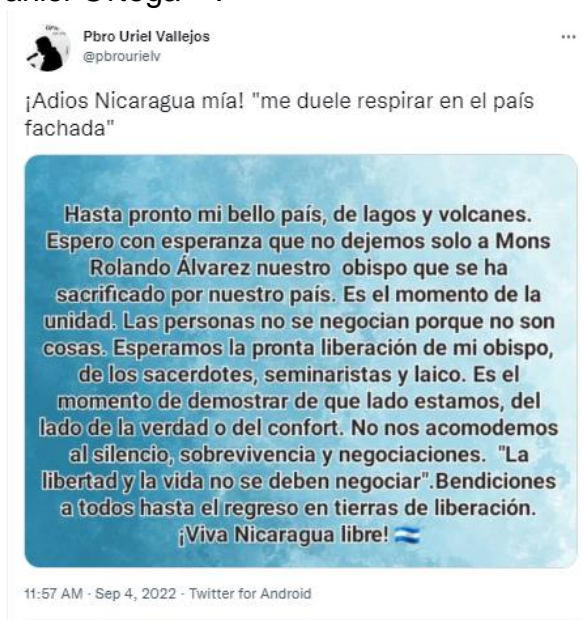 Pbro Uriel Vallejos
@pbrourielv
¡Adios Nicaragua mía! "me duele respirar en el país
fachada"
Hasta pronto mi bello país, de lagos y volcanes.
Espero con esperanza que no dejemos solo a Mons
Rolando Álvarez nuestro obispo que se ha
sacrificado por nuestro país. Es el momento de la
unidad. Las personas no se negocian porque no son
cosas. Esperamos la pronta liberación de mi obispo,
de los sacerdotes, seminaristas y laico. Es el
momento de demostrar de que lado estamos, del
lado de la verdad o del confort. No nos acomodemos
al silencio, sobrevivencia y negociaciones. "La
libertad y la vida no se deben negociar".Bendiciones
a todos hasta el regreso en tierras de liberación.
¡Viva Nicaragua libre! 🇳🇮
11:57 AM · Sep 4, 2022 · Twitter for Android